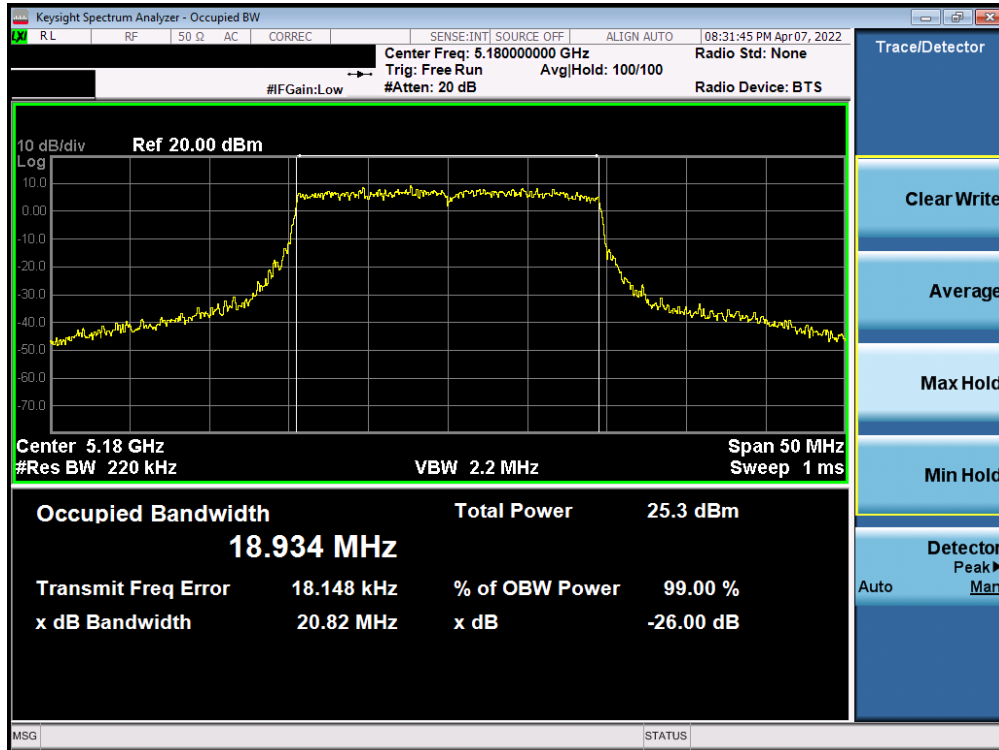 Keysight Spectrum Analyzer - Occupied BW
LXI RL RF 50 Ω AC CORREC SENSE:INT SOURCE OFF ALIGN AUTO 08:31:45 PM Apr 07, 2022
Center Freq: 5.180000000 GHz Radio Std: None
Trig: Free Run Avg|Hold: 100/100
#IFGain:Low #Atten: 20 dB Radio Device: BTS
Trace/Detector
10 dB/div Ref 20.00 dBm
Log
10.0
0.00
-10.0
-20.0
-30.0
-40.0
-50.0
-60.0
-70.0
Center 5.18 GHz Span 50 MHz
#Res BW 220 kHz VBW 2.2 MHz Sweep 1 ms
Occupied Bandwidth Total Power 25.3 dBm
18.934 MHz
Transmit Freq Error 18.148 kHz % of OBW Power 99.00 %
x dB Bandwidth 20.82 MHz x dB -26.00 dB
Clear Write
Average
Max Hold
Min Hold
Detector
Peak
Auto Man
MSG STATUS